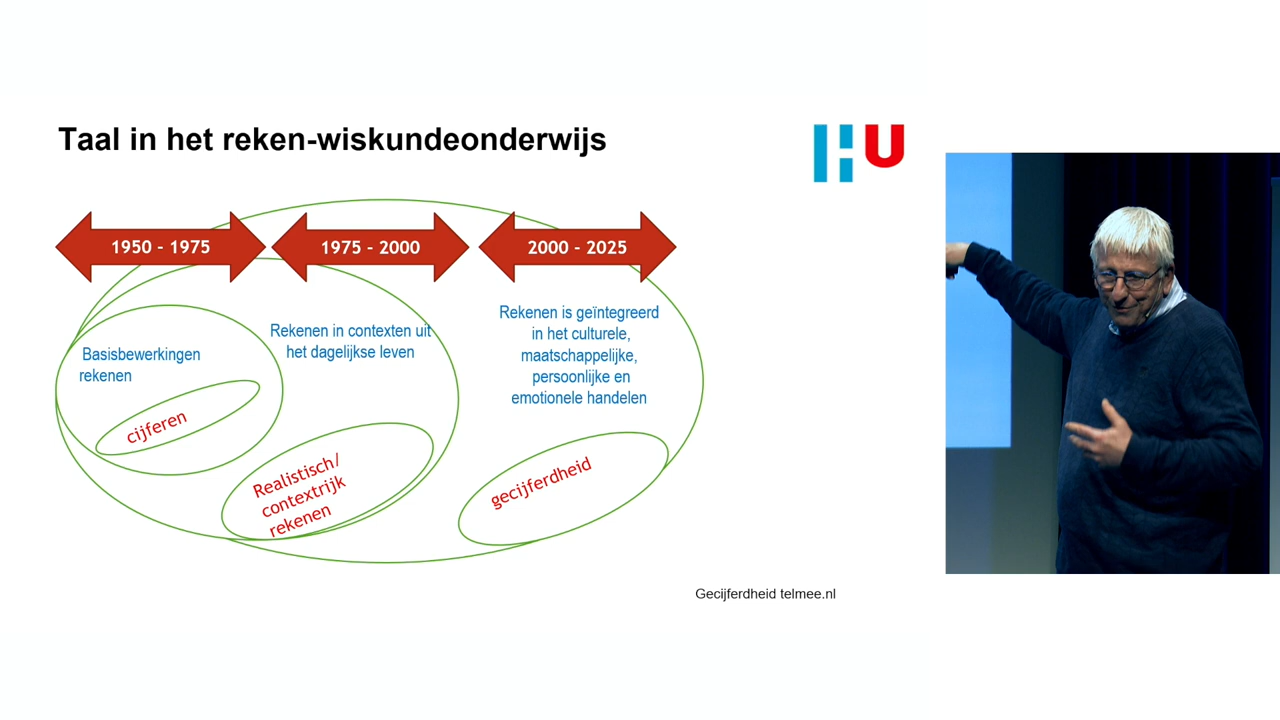 Taal in het reken-wiskundeonderwijs
HU
1950 - 1975
1975 - 2000
2000 - 2025
Basisbewerkingen
rekenen
cijferen
Rekenen in contexten uit
het dagelijkse leven
Realistisch/
contextrijk
rekenen
Rekenen is geïntegreerd
in het culturele,
maatschappelijke,
persoonlijke en
emotionele handelen
gecijferdheid
Gecijferdheid telmee.nl